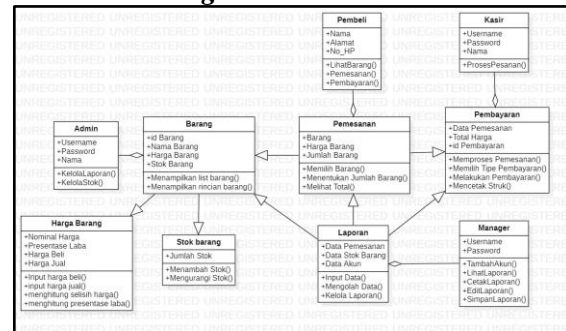 Pembeli
+Nama
+Alamat
+No_HP
+LihatBarang()
+Pemesanan()
+Pembayaran()
Kasir
+Username
+Password
+Nama
+ProsesPesanan()
Admin
+Username
+Password
+Nama
+KelolaLaporan()
+KelolaStok()
Barang
+id Barang
+Nama Barang
+Harga Barang
+Stok Barang
+Menampilkan list barang()
+Menampilkan rincian barang()
Pemesanan
+Barang
+Harga Barang
+Jumlah Barang
+Memilih Barang()
+Menentukan Jumlah Barang()
+Melihat Total()
Pembayaran
+Data Pemesanan
+Total Harga
+id Pembayaran
+Memproses Pemesanan()
+Memilih Tipe Pembayaran()
+Melakukan Pembayaran()
+Mencetak Struk()
Harga Barang
+Nominal Harga
+Presentase Laba
+Harga Beli
+Harga Jual
+Input harga beli()
+input harga jual()
+menghitung selisih harga()
+menghitung presentase laba()
Stok barang
+Jumlah Stok
+Menambah Stok()
+Mengurangi Stok()
Laporan
+Data Pemesanan
+Data Stok Barang
+Data Akun
+Input Data()
+Mengolah Data()
+Kelola Laporan()
Manager
+Username
+Password
+TambahAkun()
+LihatLaporan()
+CetakLaporan()
+EditLaporan()
+SimpanLaporan()